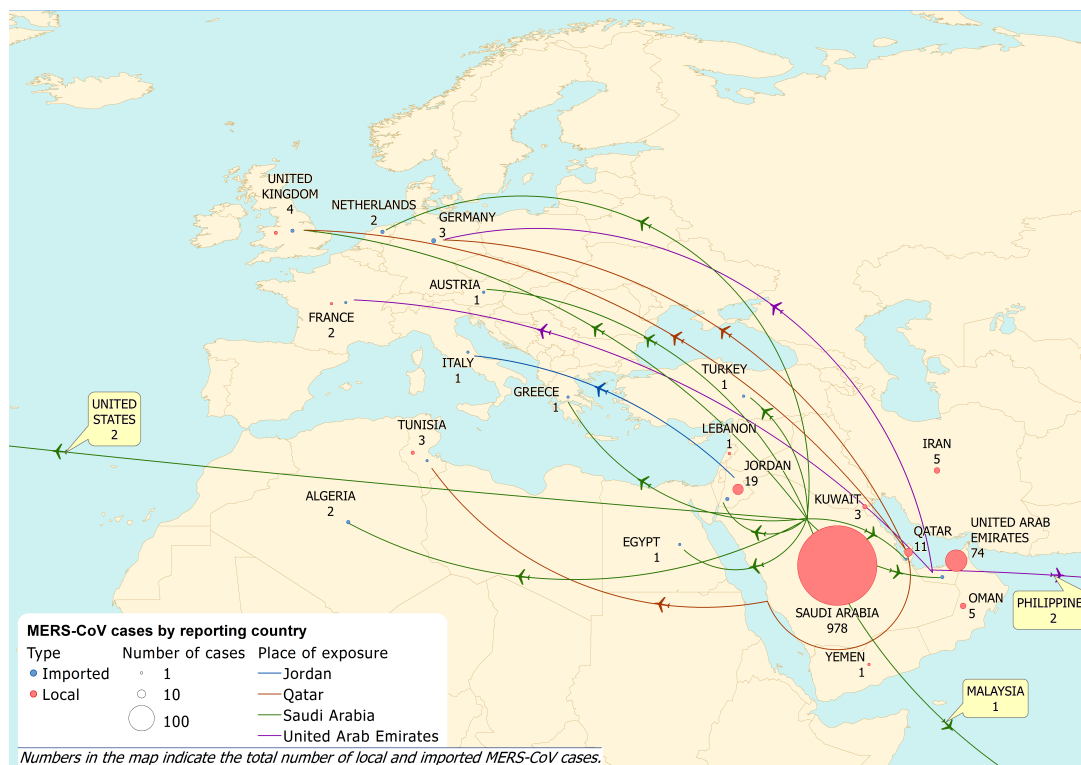 UNITED
KINGDOM
4
NETHERLANDS
2
GERMANY
3
AUSTRIA
1
FRANCE
2
ITALY
1
GREECE
1
TURKEY
1
UNITED
STATES
2
TUNISIA
3
LEBANON
1
IRAN
5
JORDAN
19
ALGERIA
2
KUWAIT
3
QATAR
11
UNITED ARAB
EMIRATES
74
EGYPT
1
PHILIPPINE
2
OMAN
5
SAUDI ARABIA
978
YEMEN
1
MALAYSIA
1
MERS-CoV cases by reporting country
Type
Imported
Local
Number of cases
1
10
100
Place of exposure
Jordan
Qatar
Saudi Arabia
United Arab Emirates
Numbers in the map indicate the total number of local and imported MERS-CoV cases.